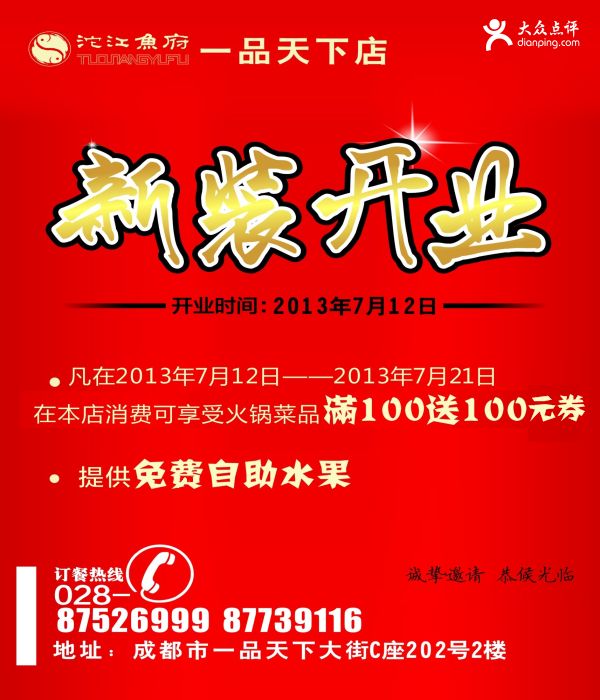 沱江魚府 一品天下店
TUOJIANGYUFU
大众点评
dianping.com
新装开业
开业时间：2013年7月12日
• 凡在2013年7月12日——2013年7月21日
在本店消费可享受火锅菜品滿100送100元券
• 提供免费自助水果
订餐热线
028-
87526999 87739116
诚挚邀请 恭候光临
地址：成都市一品天下大街C座202号2楼